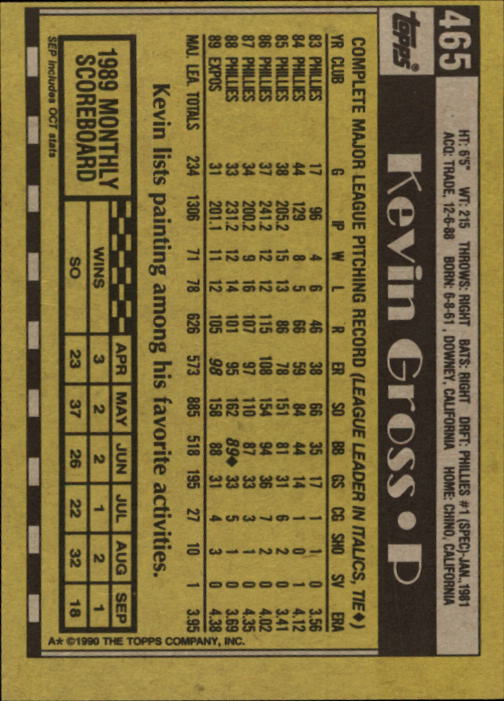 465
Topps®
HT: 6'5" WT: 215 THROWS: RIGHT BATS: RIGHT DRFT: PHILLIES #1 (SPEC)-JAN., 1981
ACQ: TRADE, 12-6-88 BORN: 6-8-61, DOWNEY, CALIFORNIA HOME: CHINO, CALIFORNIA
Kevin Gross • P
COMPLETE MAJOR LEAGUE PITCHING RECORD (LEAGUE LEADER IN ITALICS, TIE♦)
YR CLUB G IP W L R ER SO BB GS CG SHO SV ERA
83 PHILLIES 17 96 4 6 46 38 66 35 17 1 1 0 3.56
84 PHILLIES 44 129 8 5 66 59 84 44 14 1 0 1 4.12
85 PHILLIES 38 205.2 15 13 86 78 151 81 31 6 2 0 3.41
86 PHILLIES 37 241.2 12 12 115 108 154 94 36 7 2 0 4.02
87 PHILLIES 34 200.2 9 16 107 97 110 87 33 3 1 0 4.35
88 PHILLIES 33 231.2 12 14 101 95 162 89♦ 33 5 1 0 3.69
89 EXPOS 31 201.1 11 12 105 98 158 88 31 4 3 0 4.38
MAJ. LEA. TOTALS 234 1306 71 78 626 573 885 518 195 27 10 1 3.95
Kevin lists painting among his favorite activities.
1989 MONTHLY SCOREBOARD
APR MAY JUN JUL AUG SEP
WINS 3 2 2 1 2 1
SO 23 37 26 22 32 18
SEP includes OCT stats
A* ©1990 THE TOPPS COMPANY, INC.